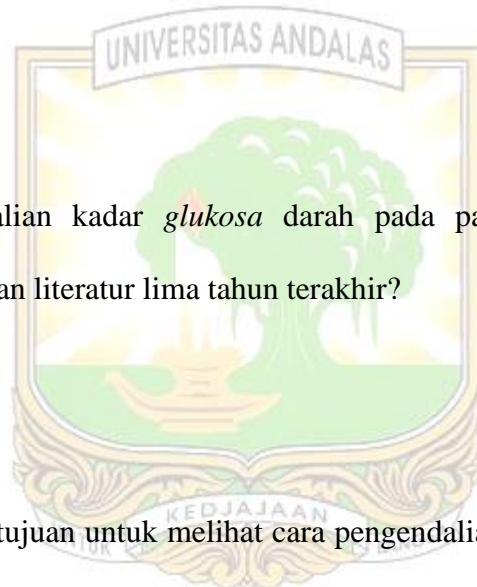 UNIVERSITAS ANDALAS
alian kadar glukosa darah pada pa
an literatur lima tahun terakhir?
KEDJAJAAN
tujuan untuk melihat cara pengendalia
UNTUK